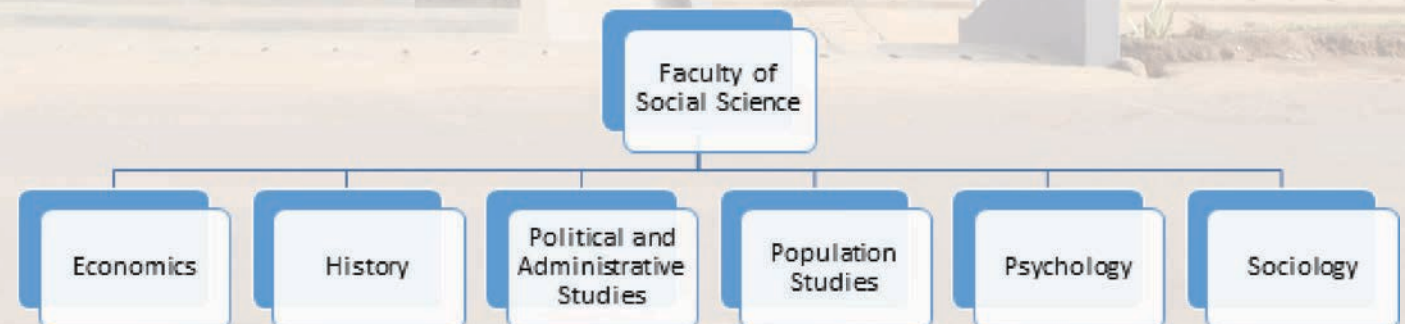 Faculty of
Social Science
Economics
History
Political and
Administrative
Studies
Population
Studies
Psychology
Sociology